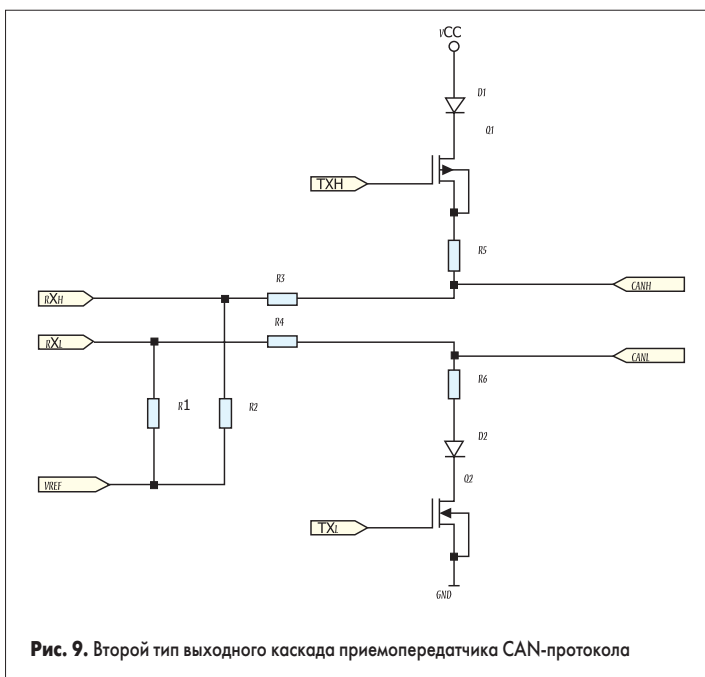 VCC
D1
Q1
TXH
R5
R3
RXH
CANH
R4
RXL
CANL
R6
R1
R2
D2
VREF
Q2
TXL
GND
Рис. 9. Второй тип выходного каскада приемопередатчика CAN-протокола